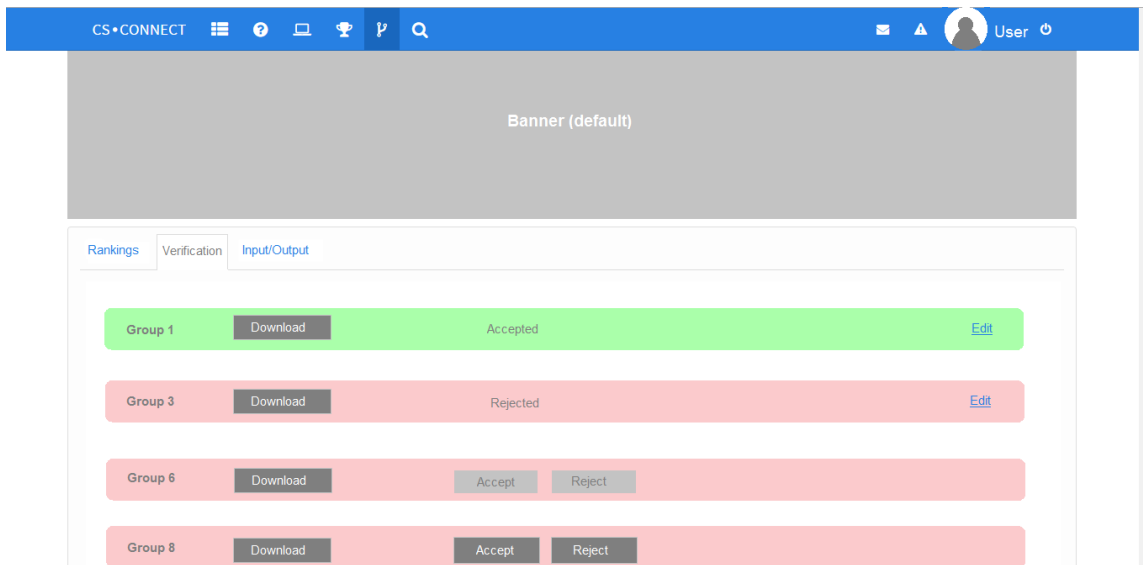 CS•CONNECT User
Banner (default)
Rankings Verification Input/Output
Group 1 Download Accepted Edit
Group 3 Download Rejected Edit
Group 6 Download Accept Reject
Group 8 Download Accept Reject